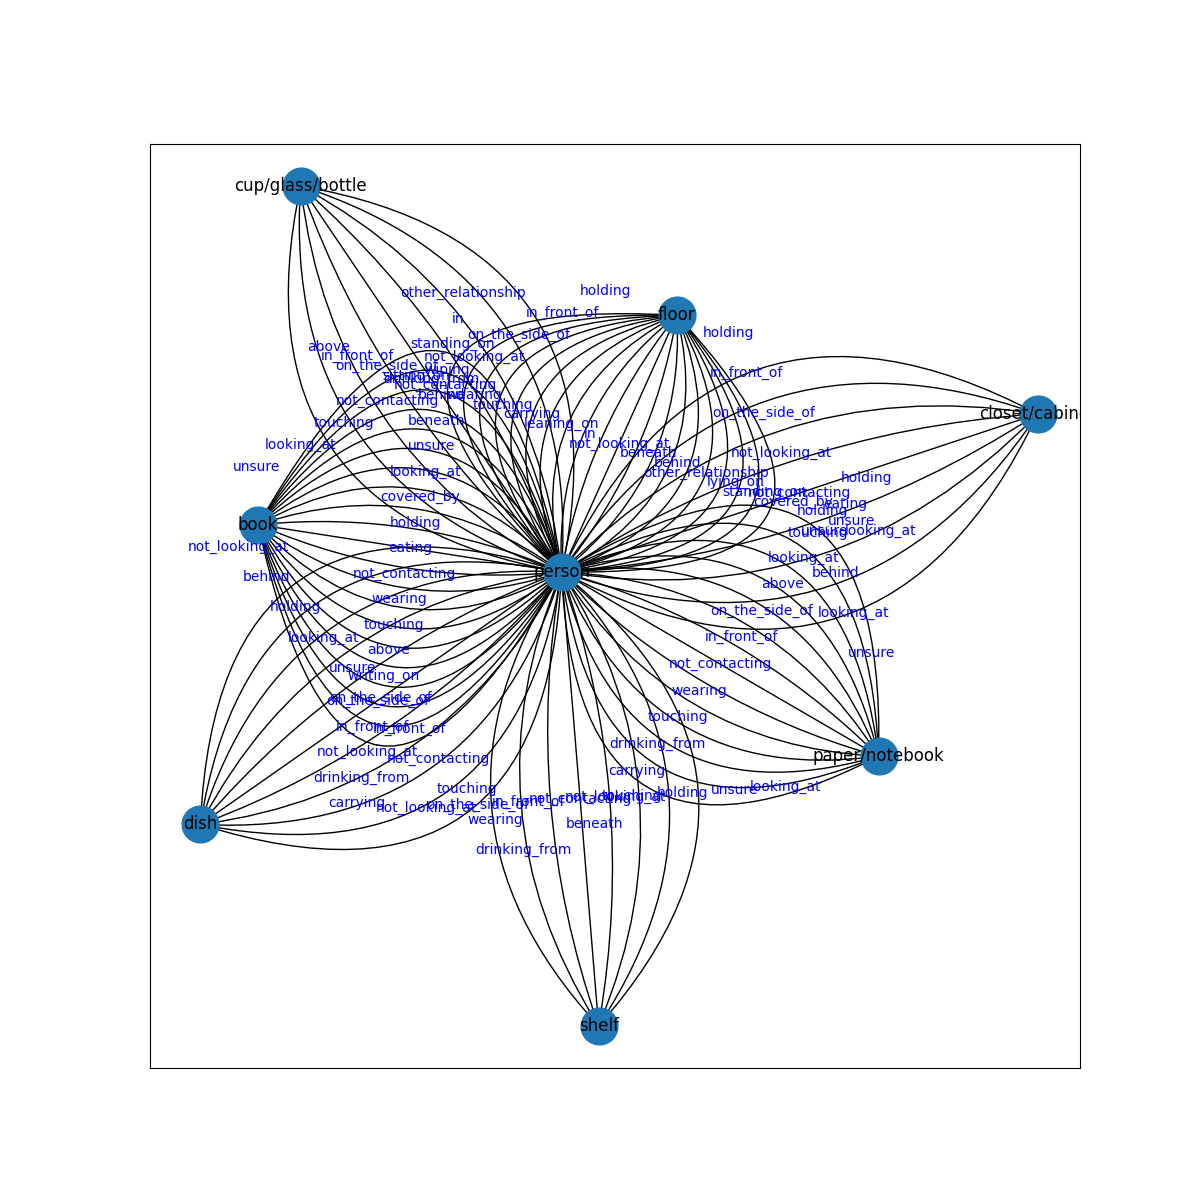 cup/glass/bottle
other_relationship
holding
in
in_front_of
floor
on_the_side_of
holding
above
standing_on
in_front_of
not_looking_at
on_the_side_of
wiping
in_front_of
not_contacting
behind
wearing
not_contacting
touching
on_the_side_of
closet/cabin
carrying
touching
beneath
leaning_on
in
looking_at
unsure
not_looking_at
beneath
not_looking_at
unsure
behind
looking_at
other_relationship
holding
lying_on
covered_by
standing_on
not_contacting
covered_by
holding
book
holding
unsure
touching
unsure
looking_at
not_looking_at
eating
looking_at
behind
not_contacting
person
behind
above
wearing
holding
on_the_side_of
looking_at
touching
looking_at
in_front_of
above
unsure
unsure
not_contacting
writing_on
wearing
on_the_side_of
on_the_side_of
touching
in_front_of
in_front_of
drinking_from
not_looking_at
not_contacting
paper/notebook
drinking_from
carrying
touching
unsure
looking_at
carrying
not_looking_at
on_the_side_of
in_front_of
not_contacting
not_looking_at
touching
holding
dish
wearing
beneath
drinking_from
shelf